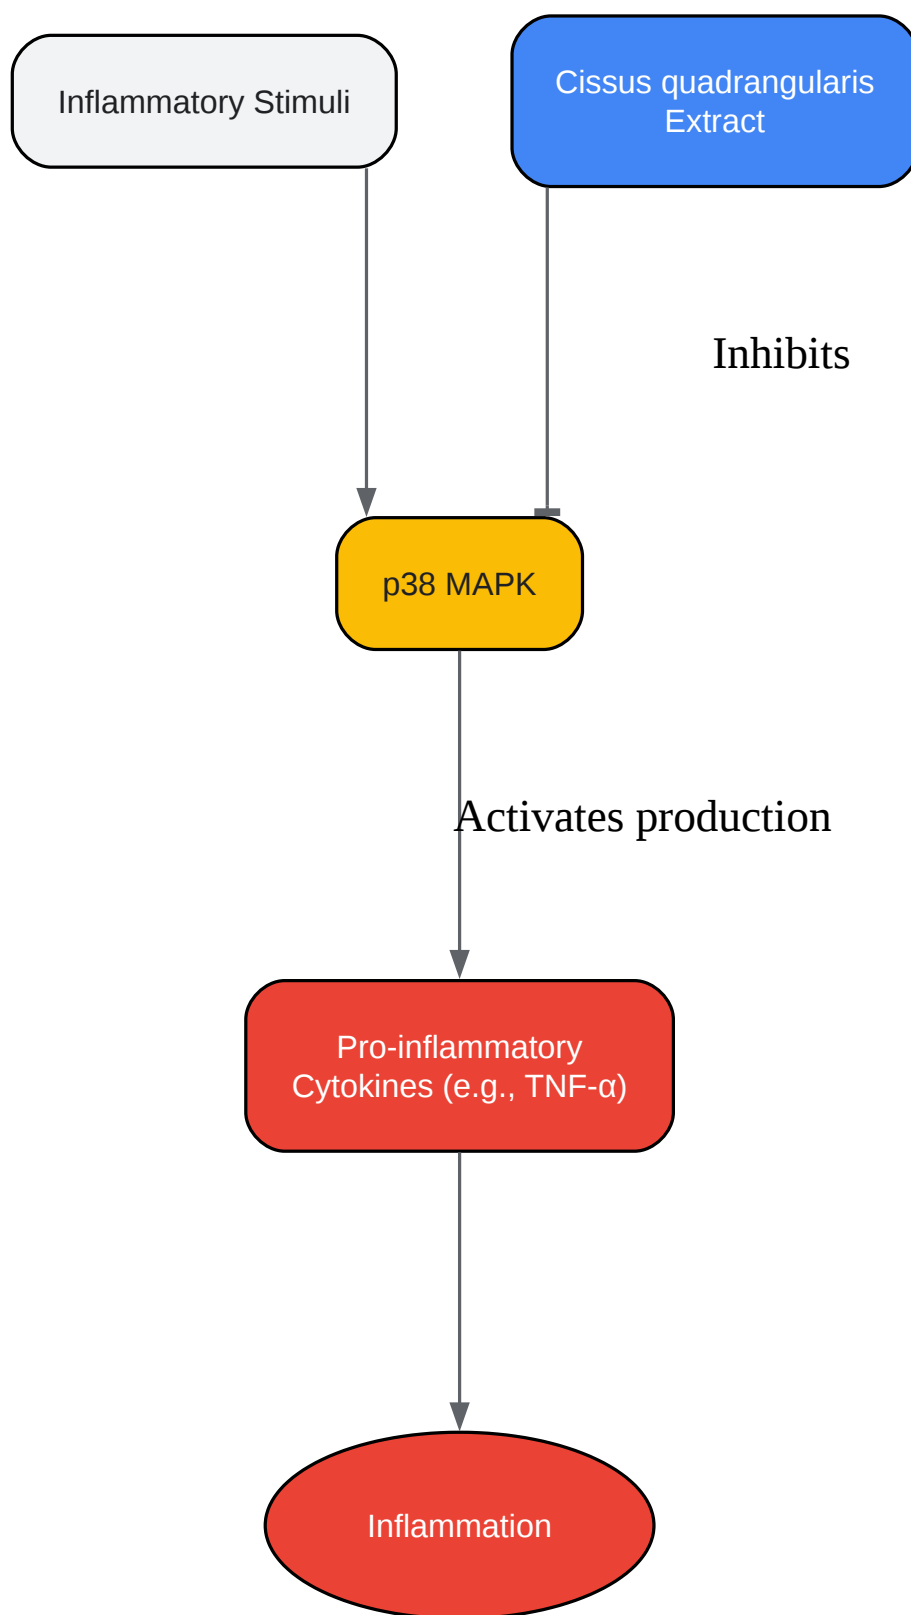 Inflammatory Stimuli
Cissus quadrangularis
Extract
Inhibits
p38 MAPK
Activates production
Pro-inflammatory
Cytokines (e.g., TNF-α)
Inflammation